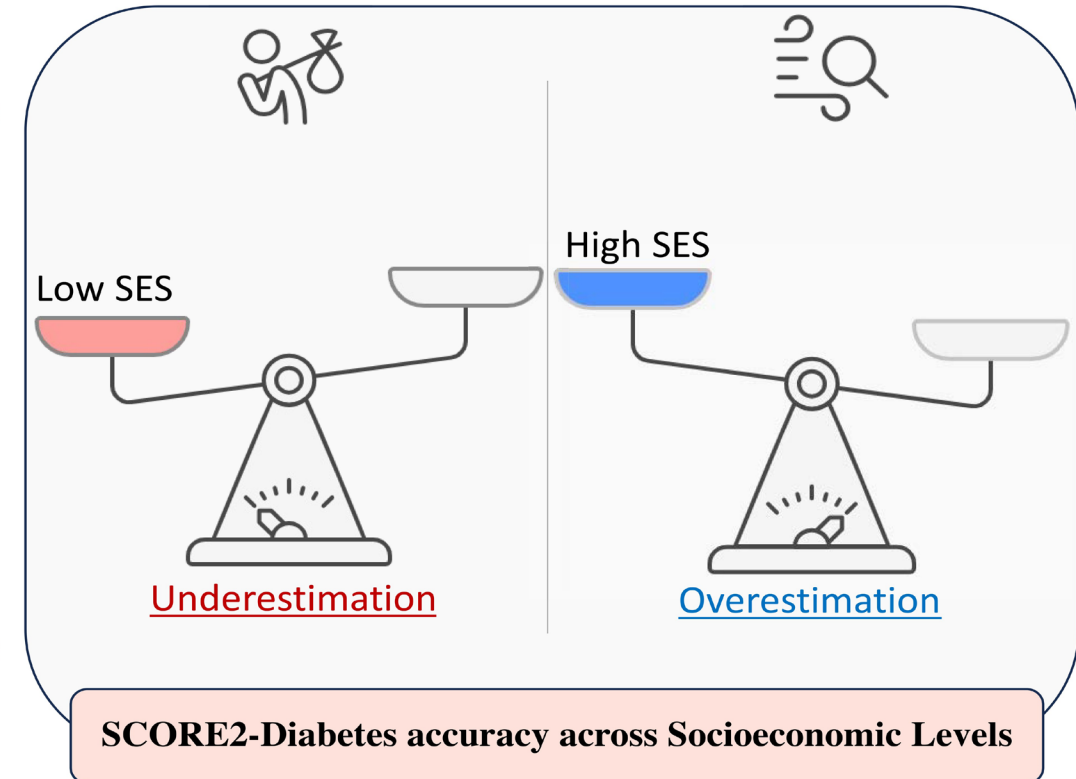 Low SES
High SES
Underestimation
Overestimation
SCORE2-Diabetes accuracy across Socioeconomic Levels